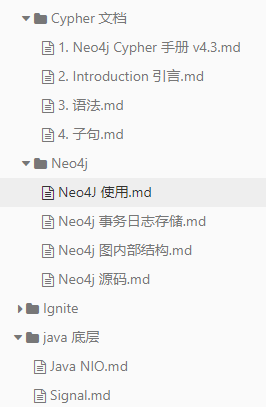 Cypher 文档
1. Neo4j Cypher 手册 v4.3.md
2. Introduction 引言.md
3. 语法.md
4. 子句.md
Neo4j
Neo4J 使用.md
Neo4j 事务日志存储.md
Neo4j 图内部结构.md
Neo4j 源码.md
Ignite
java 底层
Java NIO.md
Signal.md